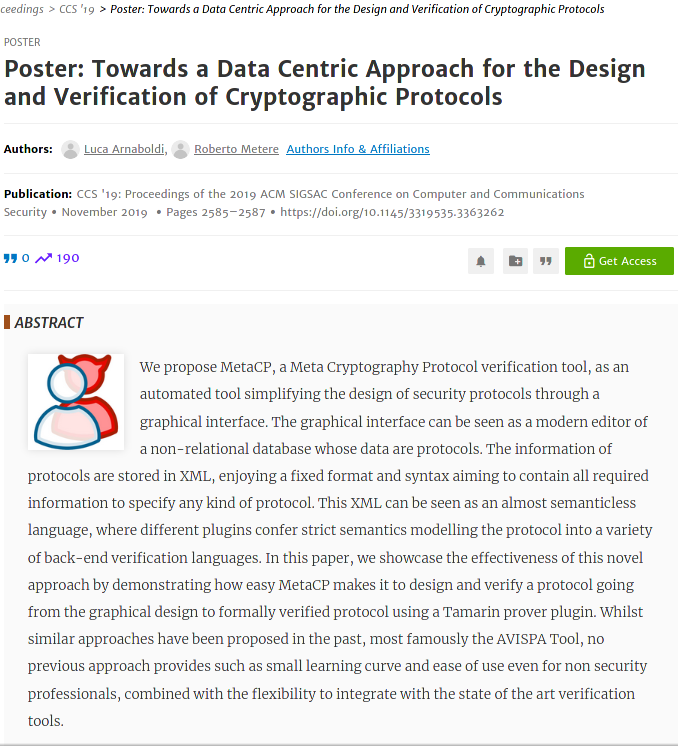 ceedings > CCS '19 > Poster: Towards a Data Centric Approach for the Design and Verification of Cryptographic Protocols
POSTER
Poster: Towards a Data Centric Approach for the Design
and Verification of Cryptographic Protocols
Authors: Luca Arnaboldi, Roberto Metere Authors Info & Affiliations
Publication: CCS '19: Proceedings of the 2019 ACM SIGSAC Conference on Computer and Communications
Security • November 2019 • Pages 2585–2587 • https://doi.org/10.1145/3319535.3363262
0 190
Get Access
ABSTRACT
We propose MetaCP, a Meta Cryptography Protocol verification tool, as an
automated tool simplifying the design of security protocols through a
graphical interface. The graphical interface can be seen as a modern editor of
a non-relational database whose data are protocols. The information of
protocols are stored in XML, enjoying a fixed format and syntax aiming to contain all required
information to specify any kind of protocol. This XML can be seen as an almost semanticless
language, where different plugins confer strict semantics modelling the protocol into a variety
of back-end verification languages. In this paper, we showcase the effectiveness of this novel
approach by demonstrating how easy MetaCP makes it to design and verify a protocol going
from the graphical design to formally verified protocol using a Tamarin prover plugin. Whilst
similar approaches have been proposed in the past, most famously the AVISPA Tool, no
previous approach provides such as small learning curve and ease of use even for non security
professionals, combined with the flexibility to integrate with the state of the art verification
tools.